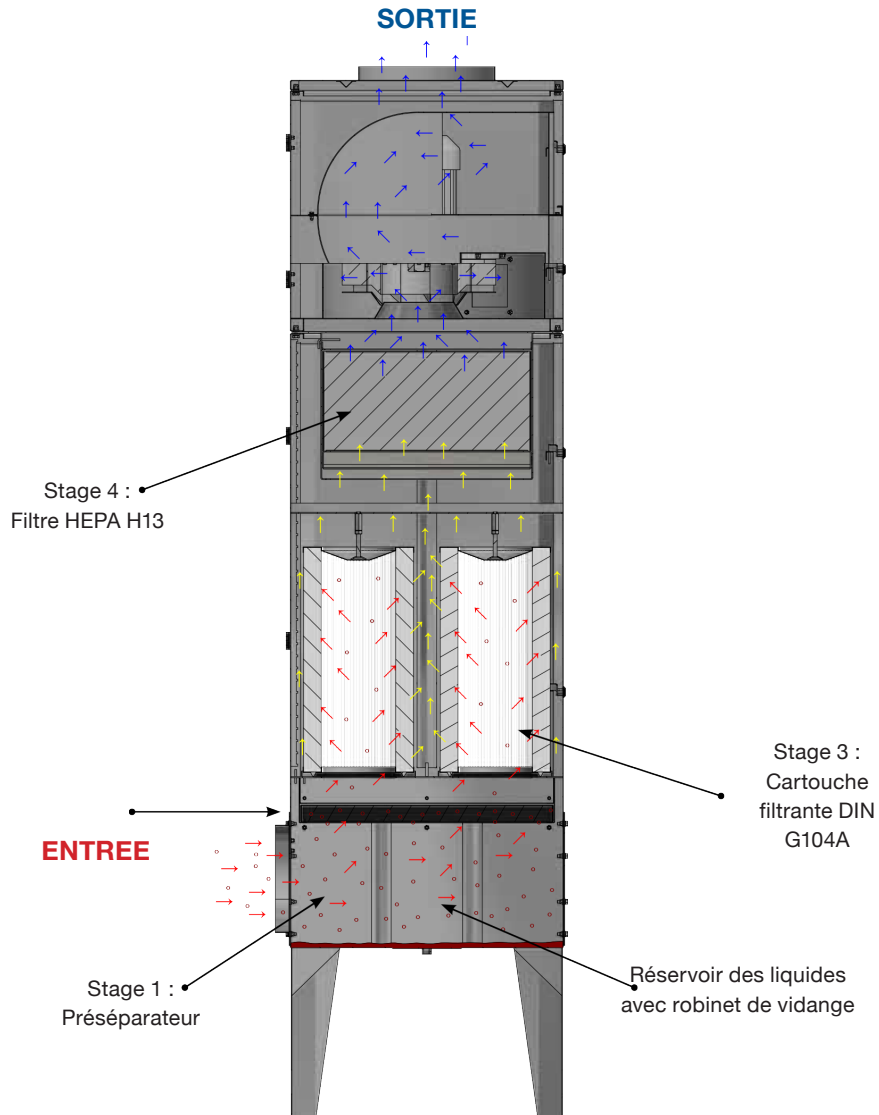 SORTIE
Stage 4 :
Filtre HEPA H13
Stage 3 :
Cartouche
filtrante DIN
G104A
ENTREE
Stage 1 :
Préséparateur
Réservoir des liquides
avec robinet de vidange